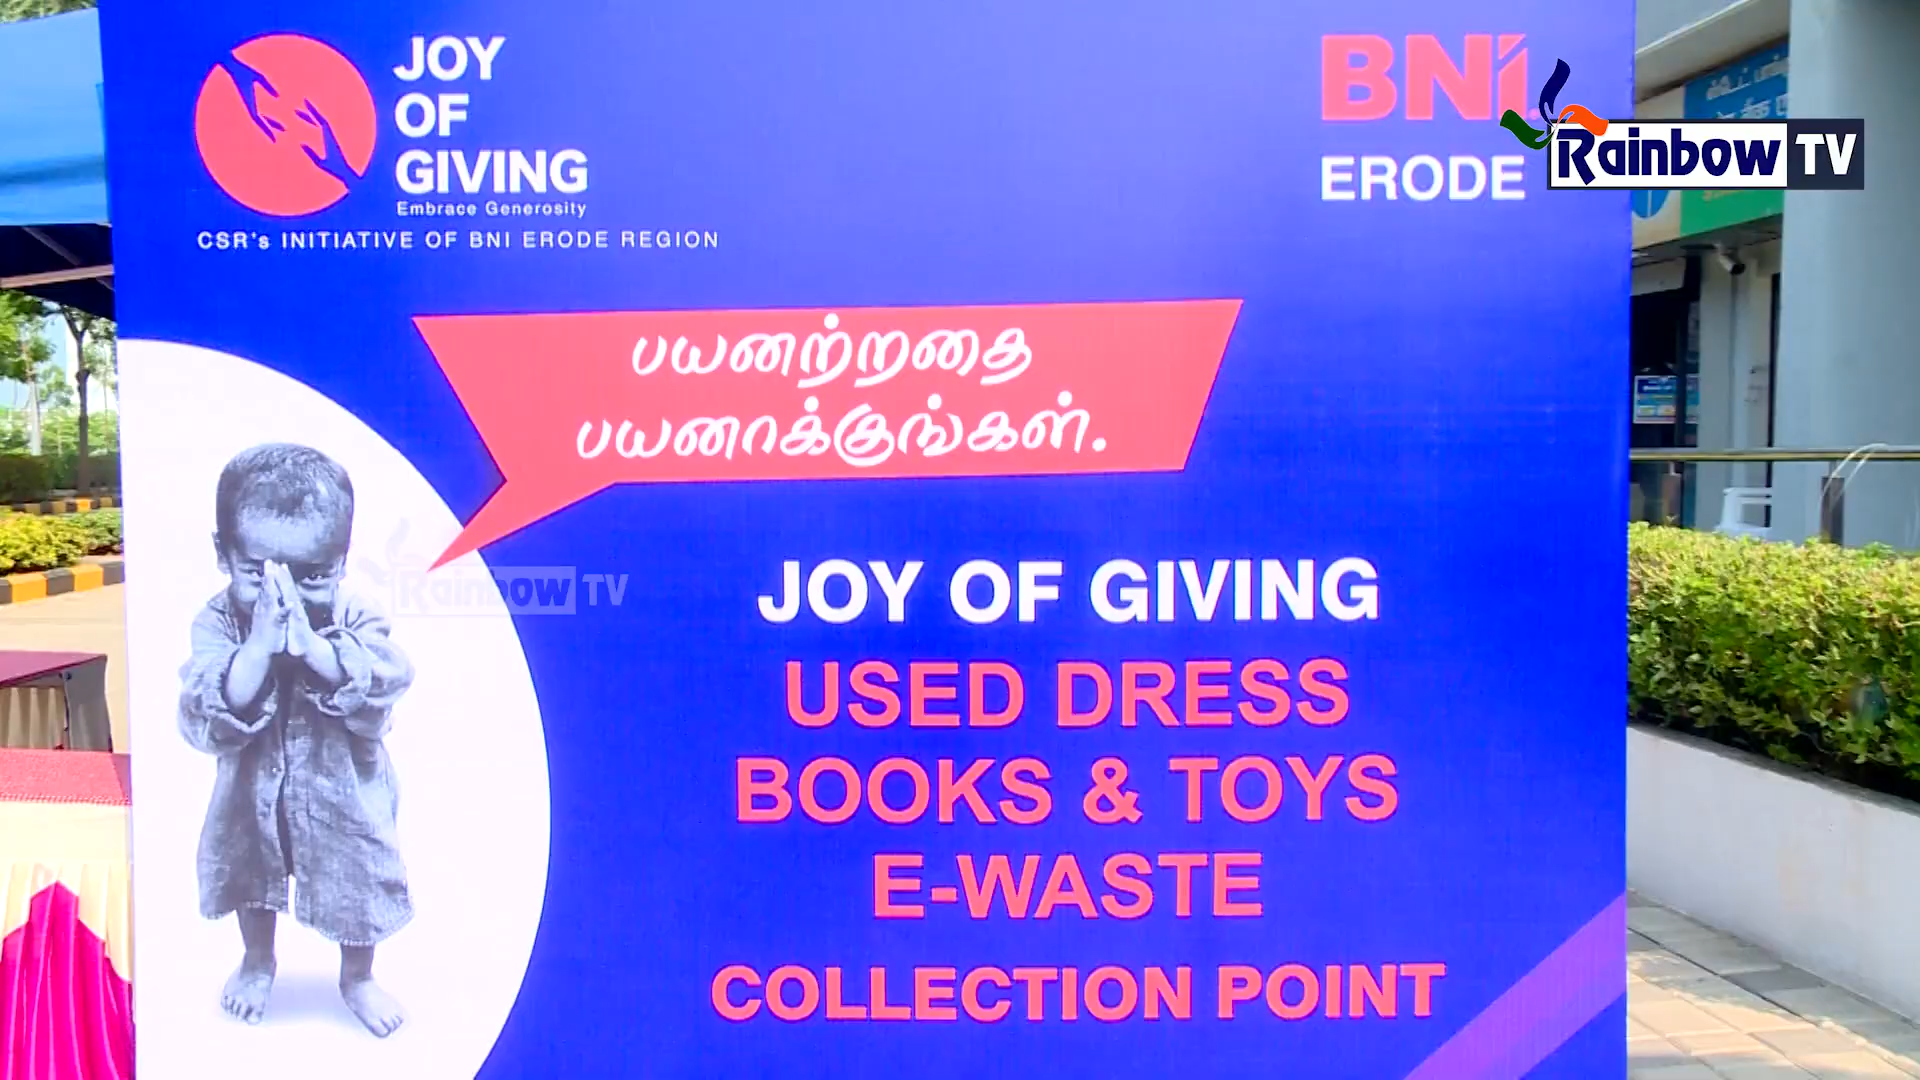 JOY
OF
GIVING
Embrace Generosity
CSR's INITIATIVE OF BNI ERODE REGION
BNI
ERODE
Rainbow TV
பயனற்றதை
பயனாக்குங்கள்.
Rainbow TV
JOY OF GIVING
USED DRESS
BOOKS & TOYS
E-WASTE
COLLECTION POINT